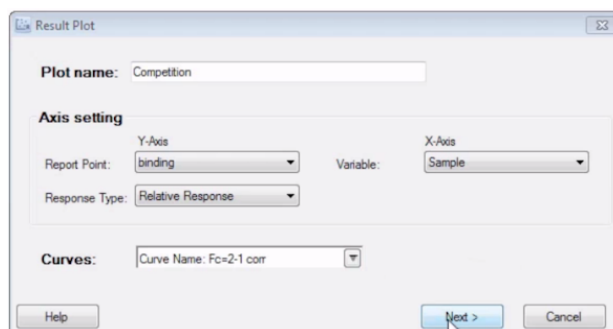 Result Plot
Plot name: Competition
Axis setting
Y-Axis X-Axis
Report Point: binding Variable: Sample
Response Type: Relative Response
Curves: Curve Name: Fc=2-1 corr
Help Next > Cancel